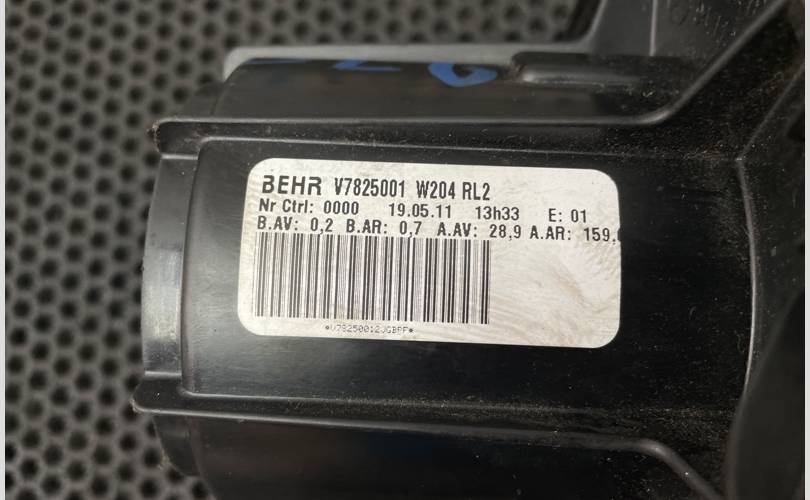 BEHR V7825001 W204 RL2
Nr Ctrl: 0000 19.05.11 13h33 E: 01
B.AV: 0,2 B.AR: 0,7 A.AV: 28,9 A.AR: 159,